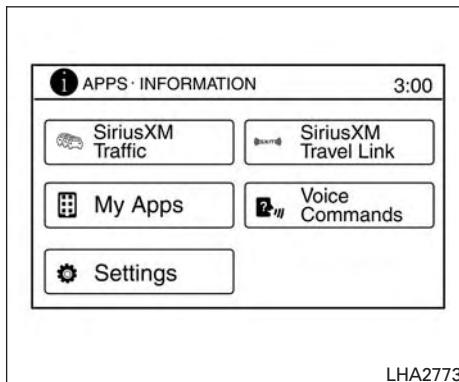 i APPS · INFORMATION 3:00
SiriusXM
Traffic
SiriusXM
Travel Link
My Apps
Voice
Commands
Settings
LHA2773